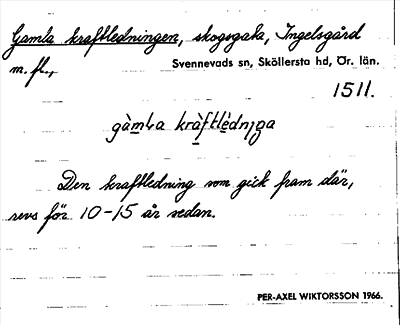 Gamla kraftledningen, skogsgata, Ingelsgård
m. fl., Svennevads sn, Sköllersta hd, Ör. län.
1511.
gàmla kràftlèdnıŋa
Den kraftledning som gick fram där,
revs för 10-15 år sedan.
PER-AXEL WIKTORSSON 1966.